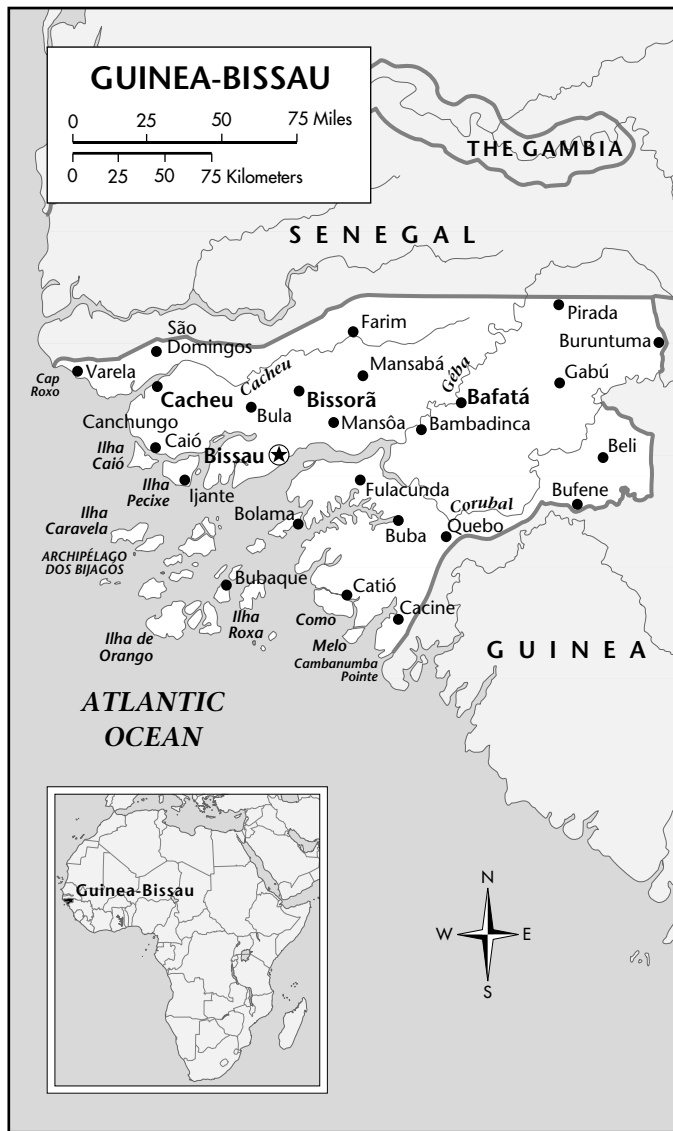 GUINEA-BISSAU
0 25 50 75 Miles
0 25 50 75 Kilometers
THE GAMBIA
SENEGAL
São
Domingos
Farim
Pirada
Buruntuma
Varela
Cap
Roxo
Cacheu
Cacheu
Mansabá
Gêba
Gabú
Bissorã
Bafatá
Canchungo
Bula
Mansôa
Bambadinca
Ilha
Caió
Caió
Bissau
Beli
Ilha
Pecixe
Ijante
Fulacunda
Corubal
Bufene
Ilha
Caravela
Bolama
Buba
Quebo
ARCHIPÉLAGO
DOS BIJAGÓS
Bubaque
Catió
Ilha
Roxa
Como
Cacine
Ilha de
Orango
Melo
Cambanumba
Pointe
GUINEA
ATLANTIC
OCEAN
Guinea-Bissau
N
W E
S